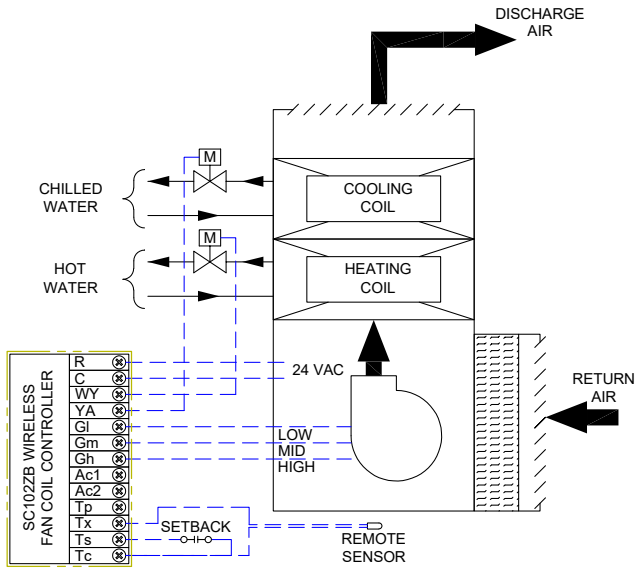 DISCHARGE
AIR
M
CHILLED
WATER
COOLING
COIL
M
HOT
WATER
HEATING
COIL
SC102ZB WIRELESS
FAN COIL CONTROLLER
R
C
WY
YA
Gl
Gm
Gh
Ac1
Ac2
Tp
Tx
Ts
Tc
24 VAC
LOW
MID
HIGH
RETURN
AIR
SETBACK
REMOTE
SENSOR